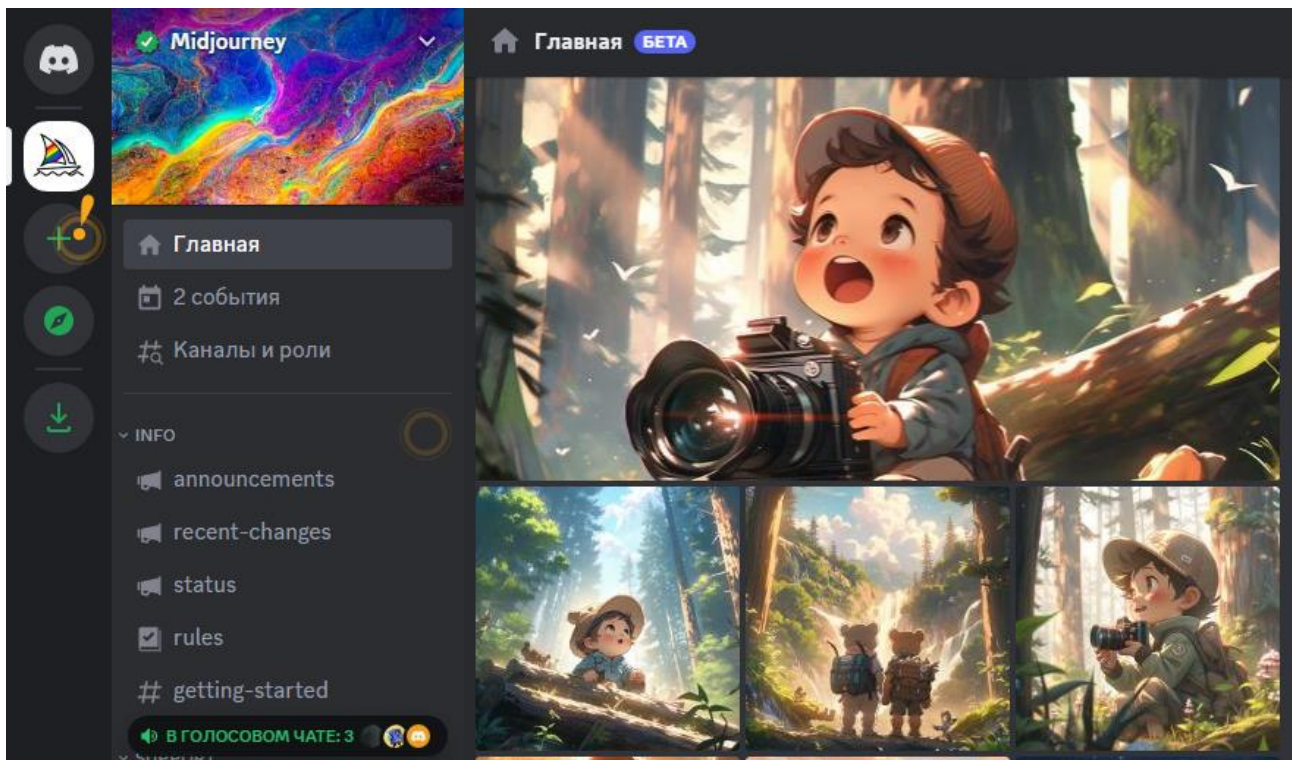 Midjourney
Главная БЕТА
Главная
2 события
Каналы и роли
INFO
announcements
recent-changes
status
rules
getting-started
В ГОЛОСОВОМ ЧАТЕ: 3